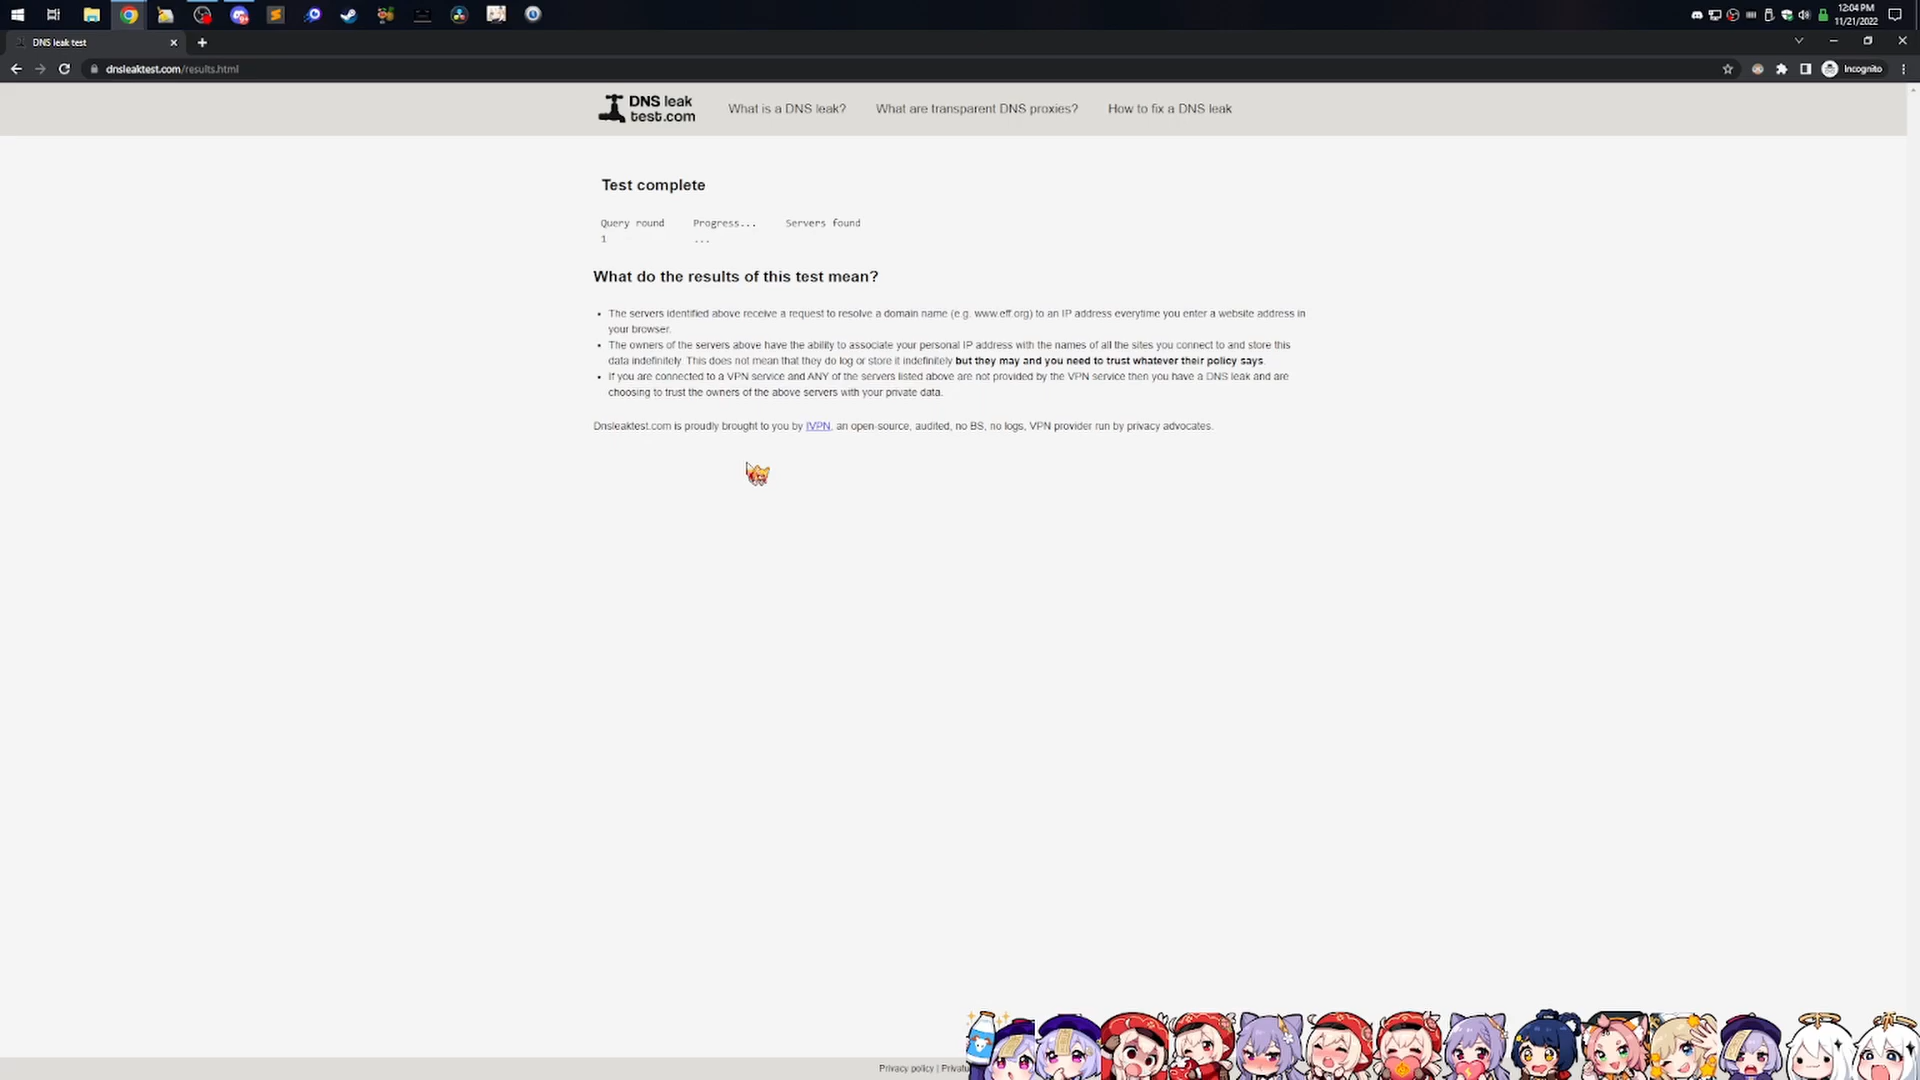 12:04 PM
11/21/2022
DNS leak test
dnsleaktest.com/results.html
Incognito
DNS leak
test.com
What is a DNS leak?
What are transparent DNS proxies?
How to fix a DNS leak
Test complete
Query round Progress... Servers found
1 ...
What do the results of this test mean?
The servers identified above receive a request to resolve a domain name (e.g. www.eff.org) to an IP address everytime you enter a website address in
your browser.
The owners of the servers above have the ability to associate your personal IP address with the names of all the sites you connect to and store this
data indefinitely. This does not mean that they do log or store it indefinitely but they may and you need to trust whatever their policy says.
If you are connected to a VPN service and ANY of the servers listed above are not provided by the VPN service then you have a DNS leak and are
choosing to trust the owners of the above servers with your private data.
Dnsleaktest.com is proudly brought to you by IVPN, an open-source, audited, no BS, no logs, VPN provider run by privacy advocates.
Privacy policy |